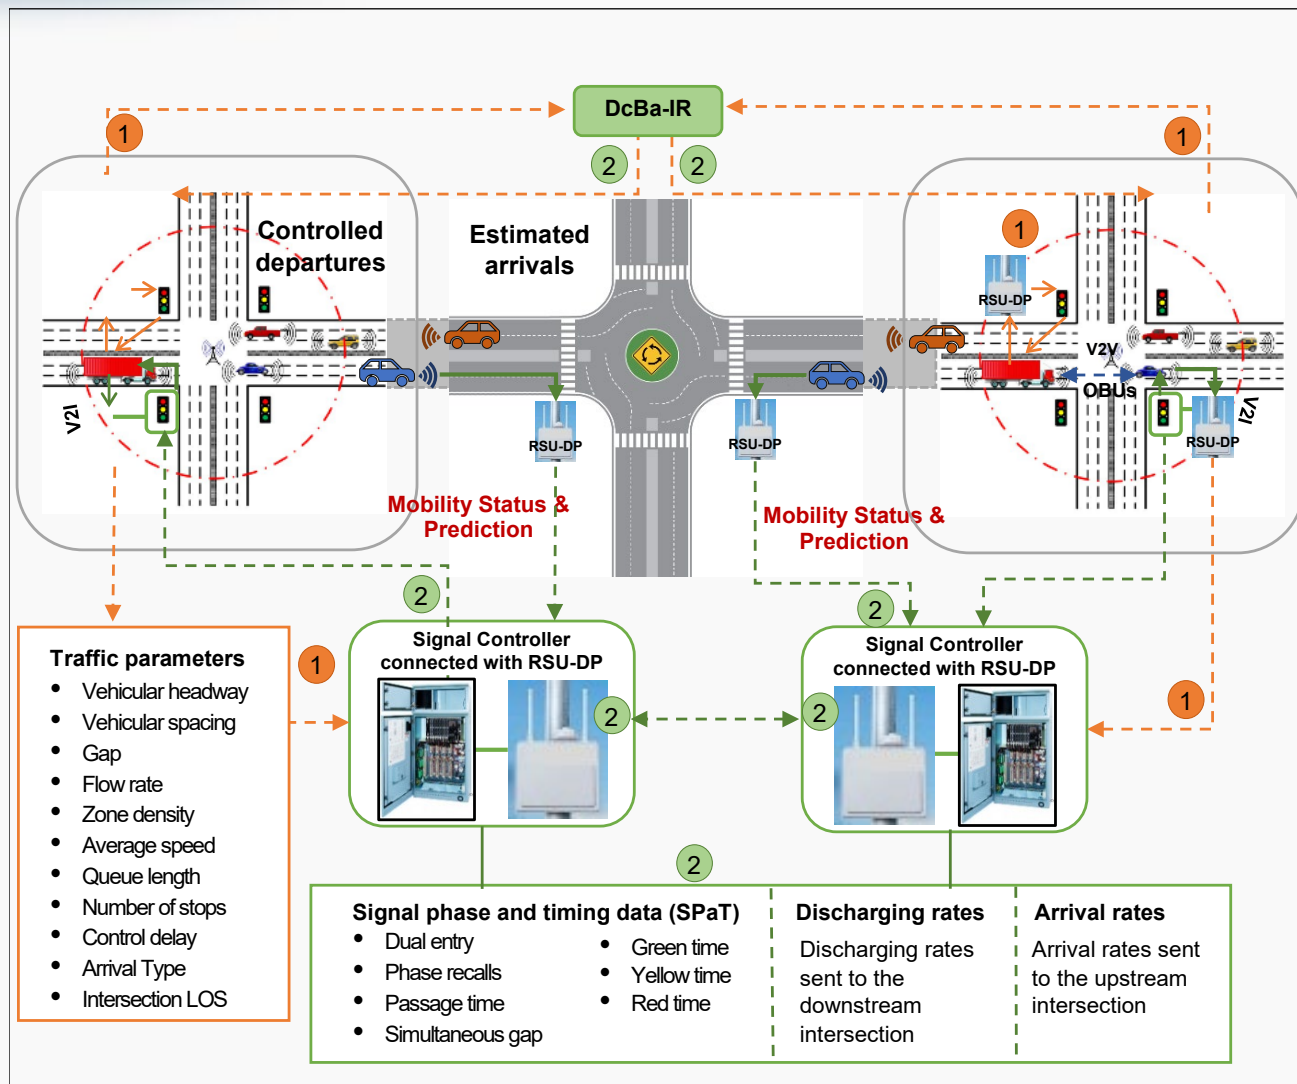 DcBa-IR
1
1
2
2
Controlled
departures
Estimated
arrivals
1
RSU-DP
V2V
OBUs
V2I
V2I
RSU-DP
RSU-DP
RSU-DP
Mobility Status &
Prediction
Mobility Status &
Prediction
2
2
Traffic parameters
• Vehicular headway
• Vehicular spacing
• Gap
• Flow rate
• Zone density
• Average speed
• Queue length
• Number of stops
• Control delay
• Arrival Type
• Intersection LOS
1
Signal Controller
connected with RSU-DP
2
Signal Controller
connected with RSU-DP
2
1
2
Signal phase and timing data (SPaT)
• Dual entry
• Phase recalls
• Passage time
• Simultaneous gap
• Green time
• Yellow time
• Red time
Discharging rates
Discharging rates
sent to the
downstream
intersection
Arrival rates
Arrival rates sent
to the upstream
intersection